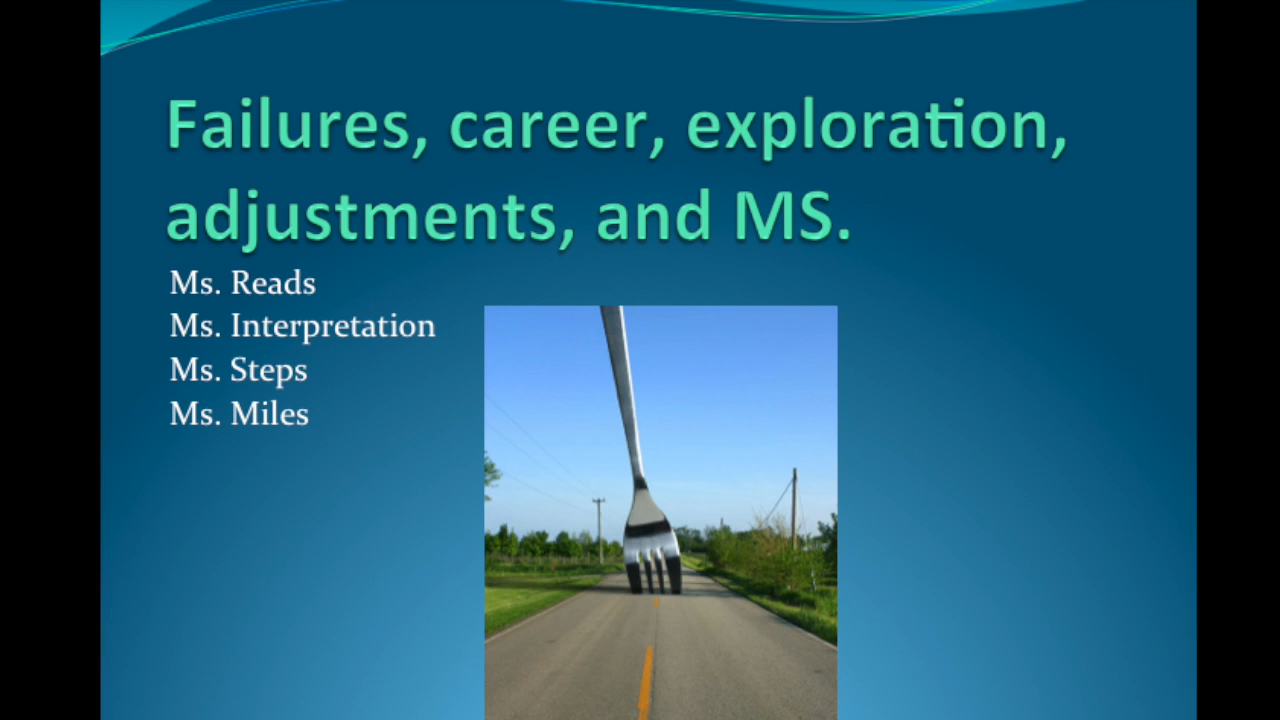 Failures, career, exploration,
adjustments, and MS.
Ms. Reads
Ms. Interpretation
Ms. Steps
Ms. Miles